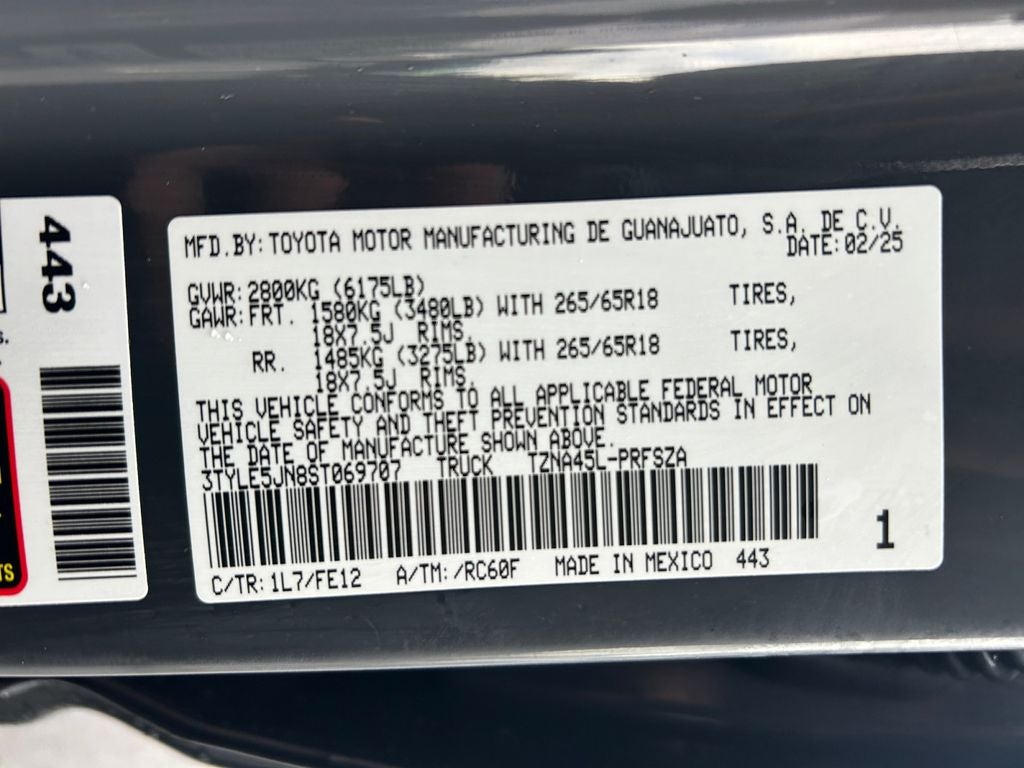 443
s.
TS
MFD.BY: TOYOTA MOTOR MANUFACTURING DE GUANAJUATO, S.A. DE C.V.
DATE: 02/25
GVWR: 2800KG (6175LB)
GAWR: FRT. 1580KG (3480LB) WITH 265/65R18 TIRES,
18X7.5J RIMS.
RR. 1485KG (3275LB) WITH 265/65R18 TIRES,
18X7.5J RIMS.
THIS VEHICLE CONFORMS TO ALL APPLICABLE FEDERAL MOTOR
VEHICLE SAFETY AND THEFT PREVENTION STANDARDS IN EFFECT ON
THE DATE OF MANUFACTURE SHOWN ABOVE.
3TYLE5JN8ST069707 TRUCK TZNA45L-PRFSZA
1
C/TR: 1L7/FE12 A/TM: /RC60F MADE IN MEXICO 443